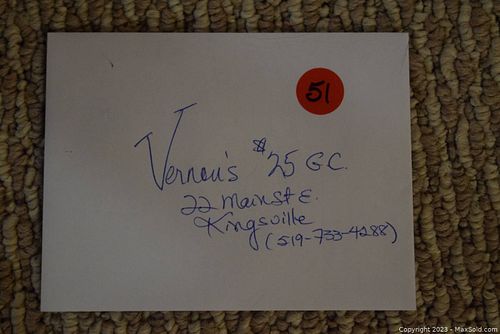 51
Vernon's $25 G.C.
22 Main St E.
Kingsville
(519-733-4288)
Copyright 2023 - MaxSold.com